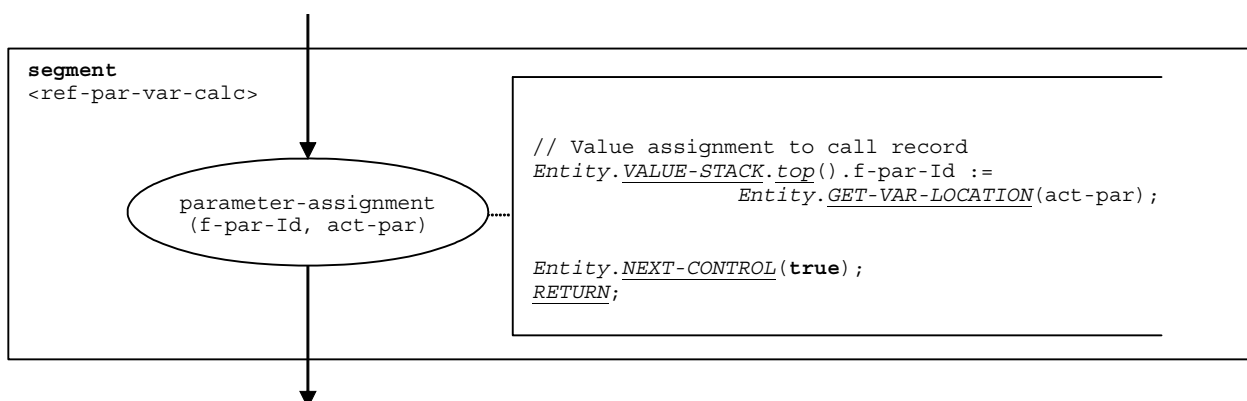 segment
<ref-par-var-calc>
parameter-assignment
(f-par-Id, act-par)
// Value assignment to call record
Entity.VALUE-STACK.top().f-par-Id :=
Entity.GET-VAR-LOCATION(act-par);
Entity.NEXT-CONTROL(true);
RETURN;